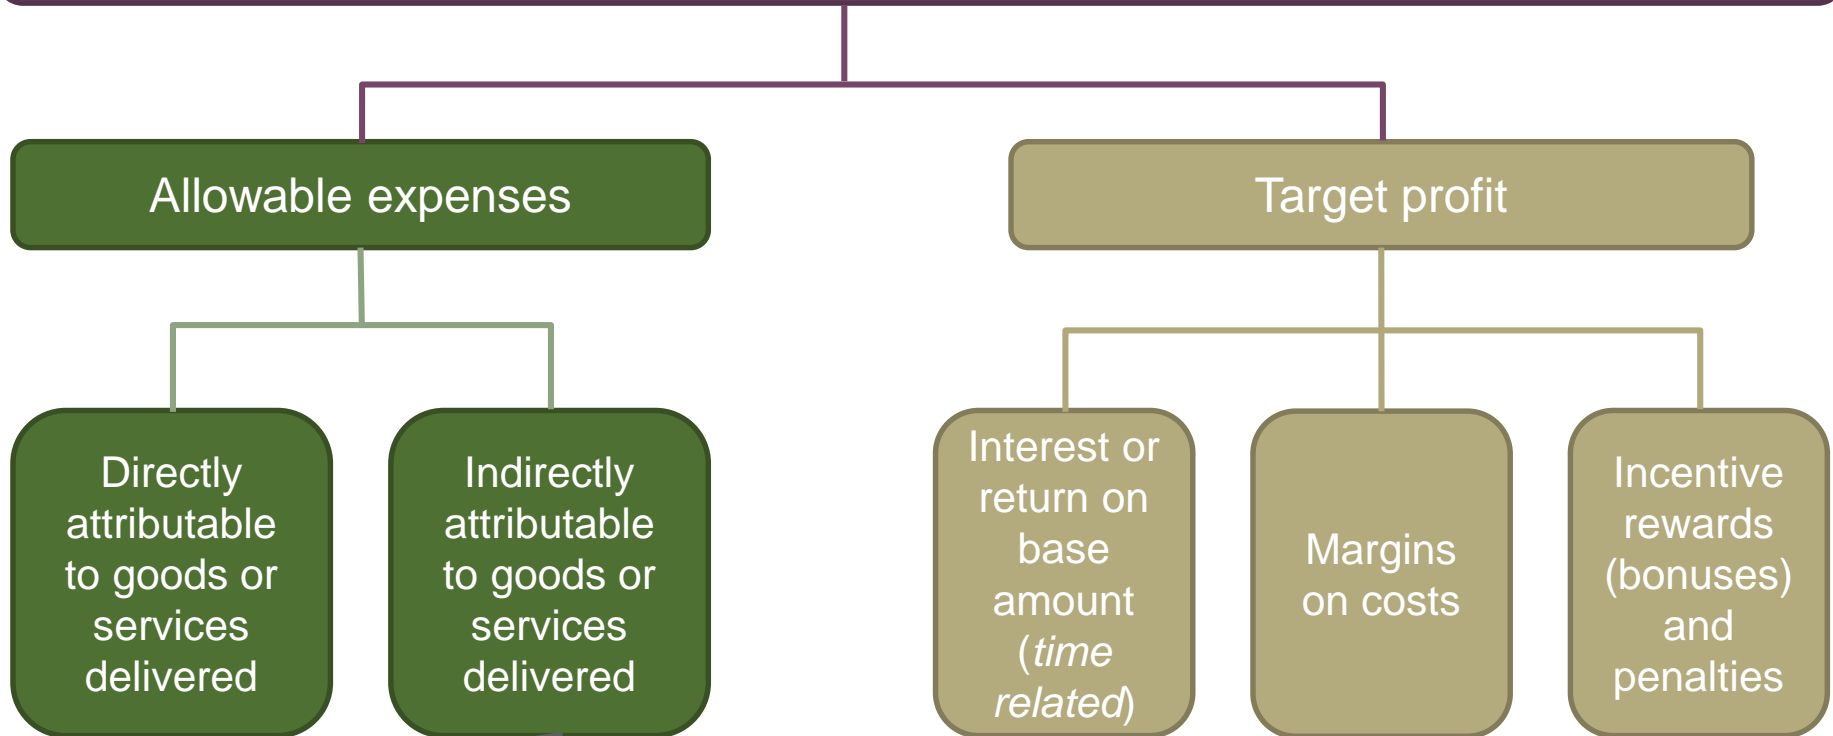 Allowable expenses
Target profit
Directly
attributable
to goods or
services
delivered
Indirectly
attributable
to goods or
services
delivered
Interest or
return on
base
amount
(time
related)
Margins
on costs
Incentive
rewards
(bonuses)
and
penalties